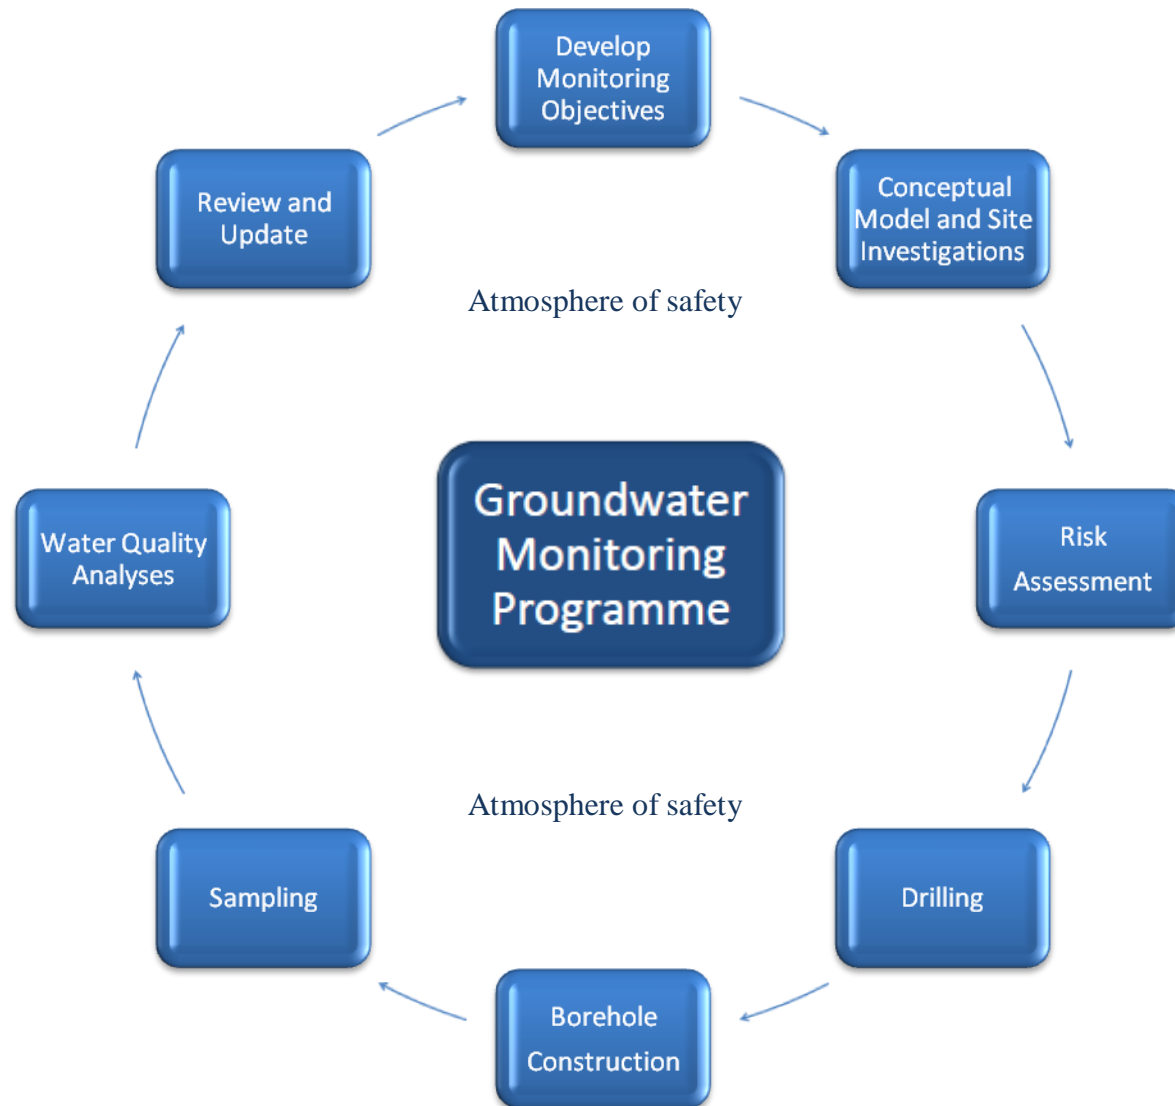 Develop
Monitoring
Objectives
Conceptual
Model and Site
Investigations
Risk
Assessment
Drilling
Borehole
Construction
Sampling
Water Quality
Analyses
Review and
Update
Atmosphere of safety
Groundwater
Monitoring
Programme
Atmosphere of safety